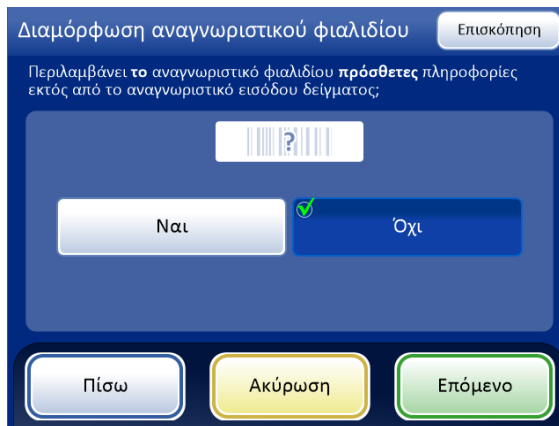 Διαμόρφωση αναγνωριστικού φιαλιδίου
Επισκόπηση
Περιλαμβάνει το αναγνωριστικό φιαλιδίου πρόσθετες πληροφορίες
εκτός από το αναγνωριστικό εισόδου δείγματος;
?
Ναι
Όχι
Πίσω
Ακύρωση
Επόμενο